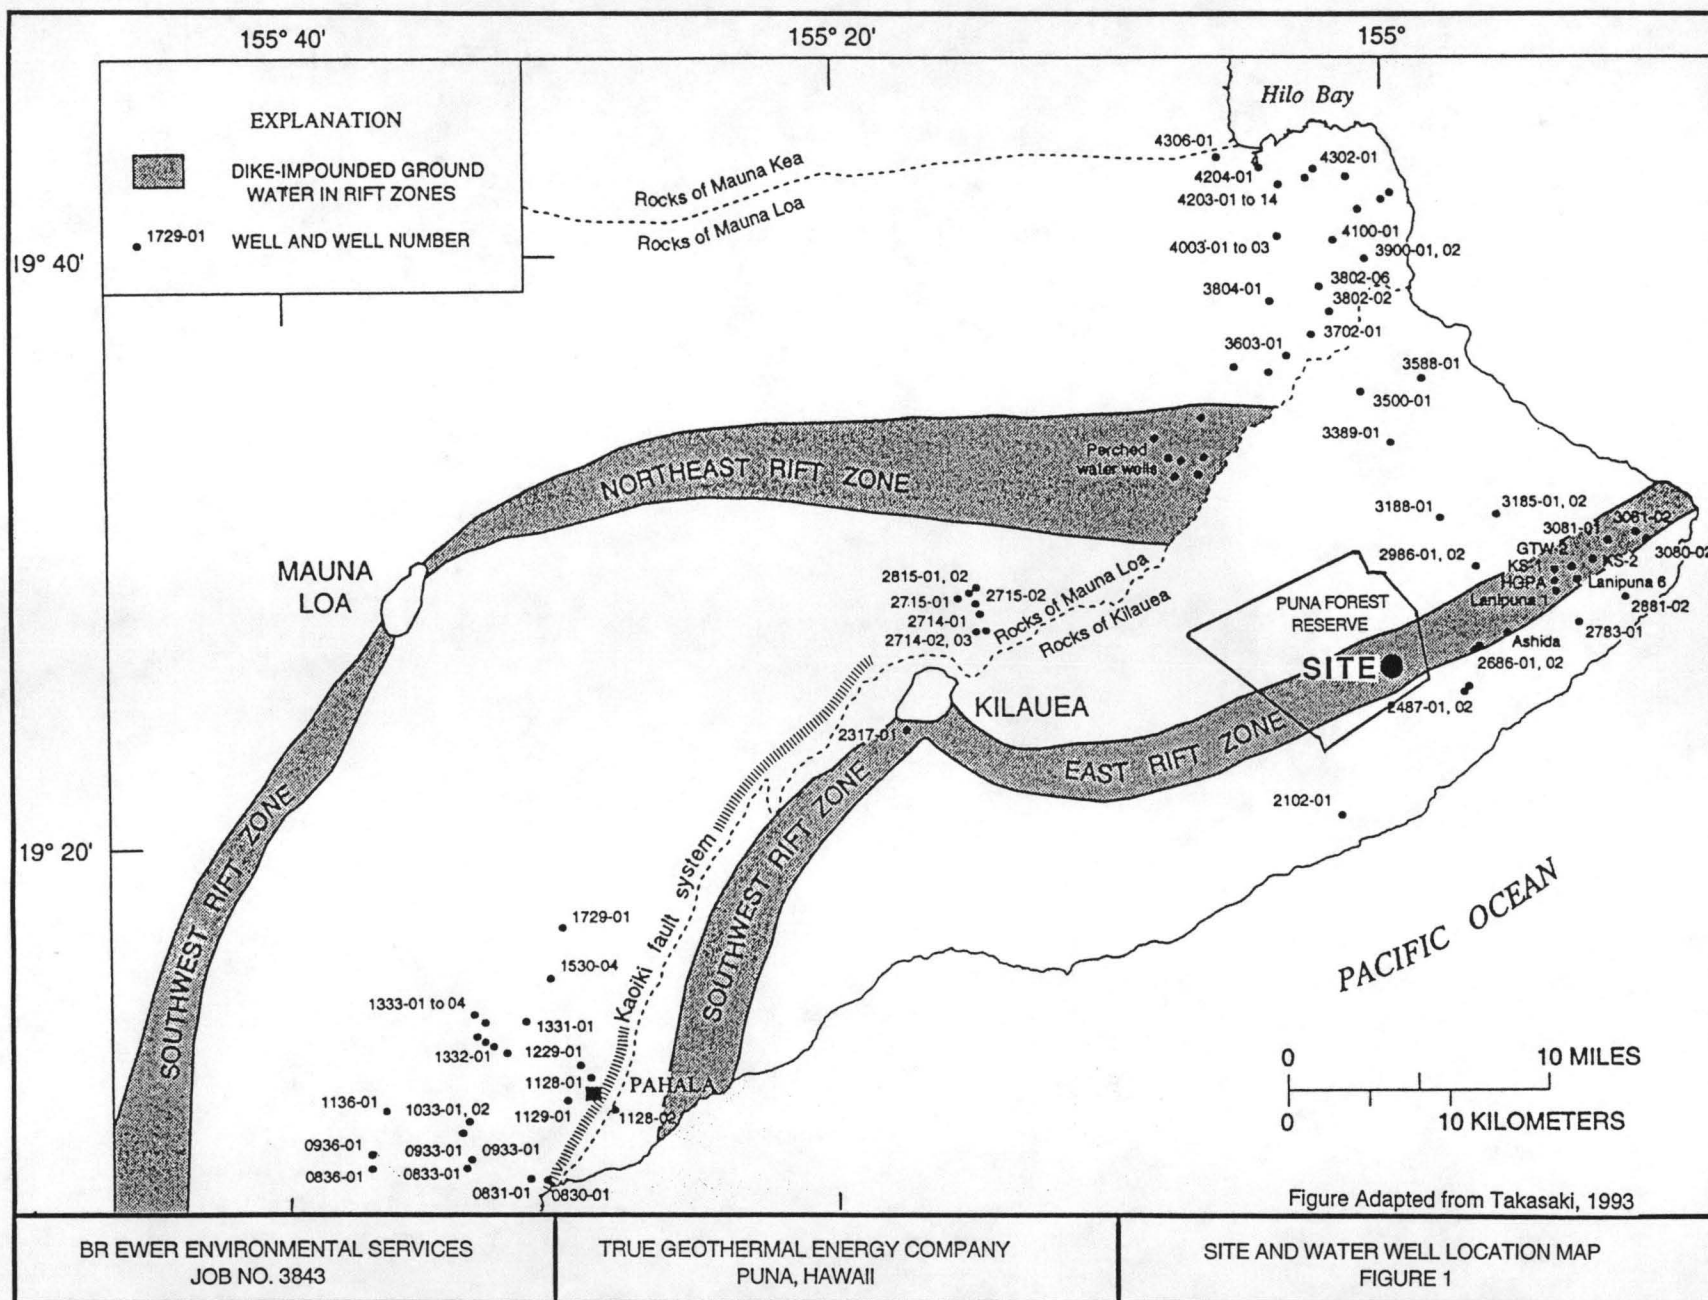 155° 40'
155° 20'
155°
EXPLANATION
DIKE-IMPOUNDED GROUND
WATER IN RIFT ZONES
1729-01
WELL AND WELL NUMBER
Hilo Bay
Rocks of Mauna Kea
Rocks of Mauna Loa
19° 40'
4306-01
4302-01
4204-01
4203-01 to 14
4100-01
4003-01 to 03
3900-01, 02
3802-06
3804-01
3802-02
3702-01
3603-01
3588-01
3500-01
3389-01
Perched
water wells
NORTHEAST RIFT ZONE
3188-01
3185-01, 02
3081-01
3081-02
GTW-2
3080-02
2986-01, 02
KS-1
KS-2
HGPA
Lanipuna 6
Lanipuna 1
2881-02
MAUNA
LOA
2815-01, 02
2715-02
2715-01
2714-01
2714-02, 03
Rocks of Mauna Loa
Rocks of Kilauea
PUNA FOREST
RESERVE
2783-01
Ashida
SITE
2686-01, 02
2487-01, 02
KILAUEA
2317-01
EAST RIFT ZONE
2102-01
SOUTHWEST RIFT ZONE
SOUTHWEST RIFT ZONE
Kaoiki fault system
19° 20'
PACIFIC OCEAN
1729-01
1530-04
1333-01 to 04
1331-01
1332-01
1229-01
1128-01
PAHALA
1136-01
1033-01, 02
1129-01
1128-02
0936-01
0933-01
0933-01
0836-01
0833-01
0831-01
0830-01
0
10 MILES
0
10 KILOMETERS
Figure Adapted from Takasaki, 1993
BR EWER ENVIRONMENTAL SERVICES
JOB NO. 3843
TRUE GEOTHERMAL ENERGY COMPANY
PUNA, HAWAII
SITE AND WATER WELL LOCATION MAP
FIGURE 1